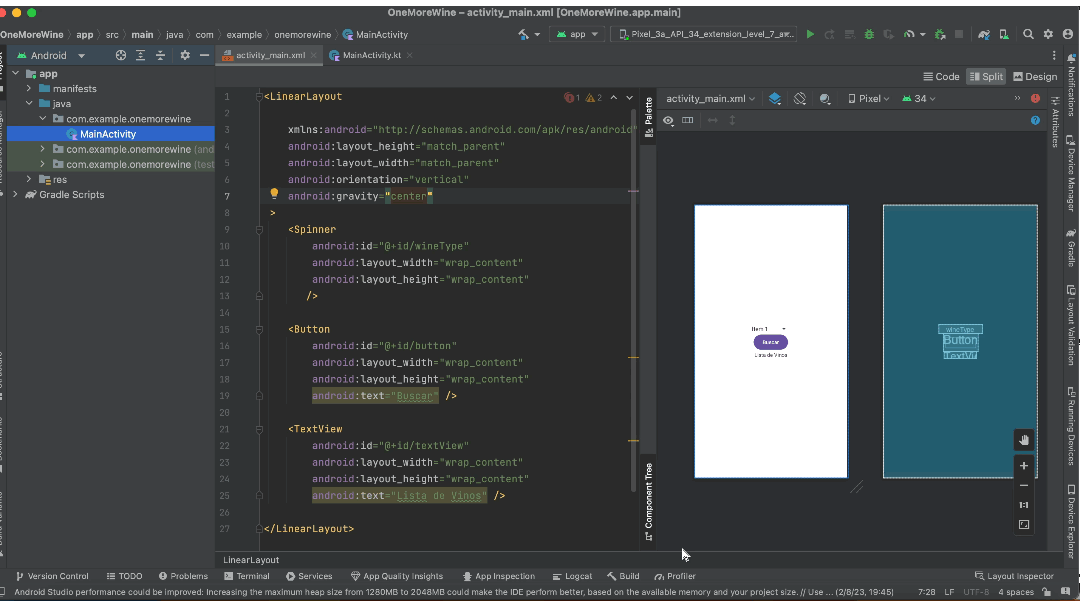 OneMoreWine – activity_main.xml [OneMoreWine.app.main]
OneMoreWine app src main java com example onemorewine MainActivity
app
Pixel_3a_API_34_extension_level_7_
Android
activity_main.xml
MainActivity.kt
Code
Split
Design
app
manifests
java
com.example.onemorewine
MainActivity
com.example.onemorewine
com.example.onemorewine (test
res
Gradle Scripts
1 <LinearLayout
1 2
2
3 xmlns:android="http://schemas.android.com/apk/res/android"
4 android:layout_height="match_parent"
5 android:layout_width="match_parent"
6 android:orientation="vertical"
7 android:gravity="center"
8 >
9 <Spinner
10 android:id="@+id/wineType"
11 android:layout_width="wrap_content"
12 android:layout_height="wrap_content"
13 />
14
15 <Button
16 android:id="@+id/button"
17 android:layout_width="wrap_content"
18 android:layout_height="wrap_content"
19 android:text="Buscar" />
20
21 <TextView
22 android:id="@+id/textView"
23 android:layout_width="wrap_content"
24 android:layout_height="wrap_content"
25 android:text="Lista de Vinos" />
26
27 </LinearLayout>
LinearLayout
Palette
Component Tree
activity_main.xml
Pixel
34
Item 1
Buscar
Lista de Vinos
wineType
Button
1:1
Notifications
Attributes
Device Manager
Gradle
Layout Validation
Running Devices
Device Explorer
Version Control
TODO
Problems
Terminal
Services
App Quality Insights
App Inspection
Logcat
Build
Profiler
Layout Inspector
Android Studio performance could be improved: Increasing the maximum heap size from 1280MB to 2048MB could make the IDE perform better, based on the available memory and your project size. // Use ... (2/8/23, 19:45)
7:28 LF UTF-8 4 spaces